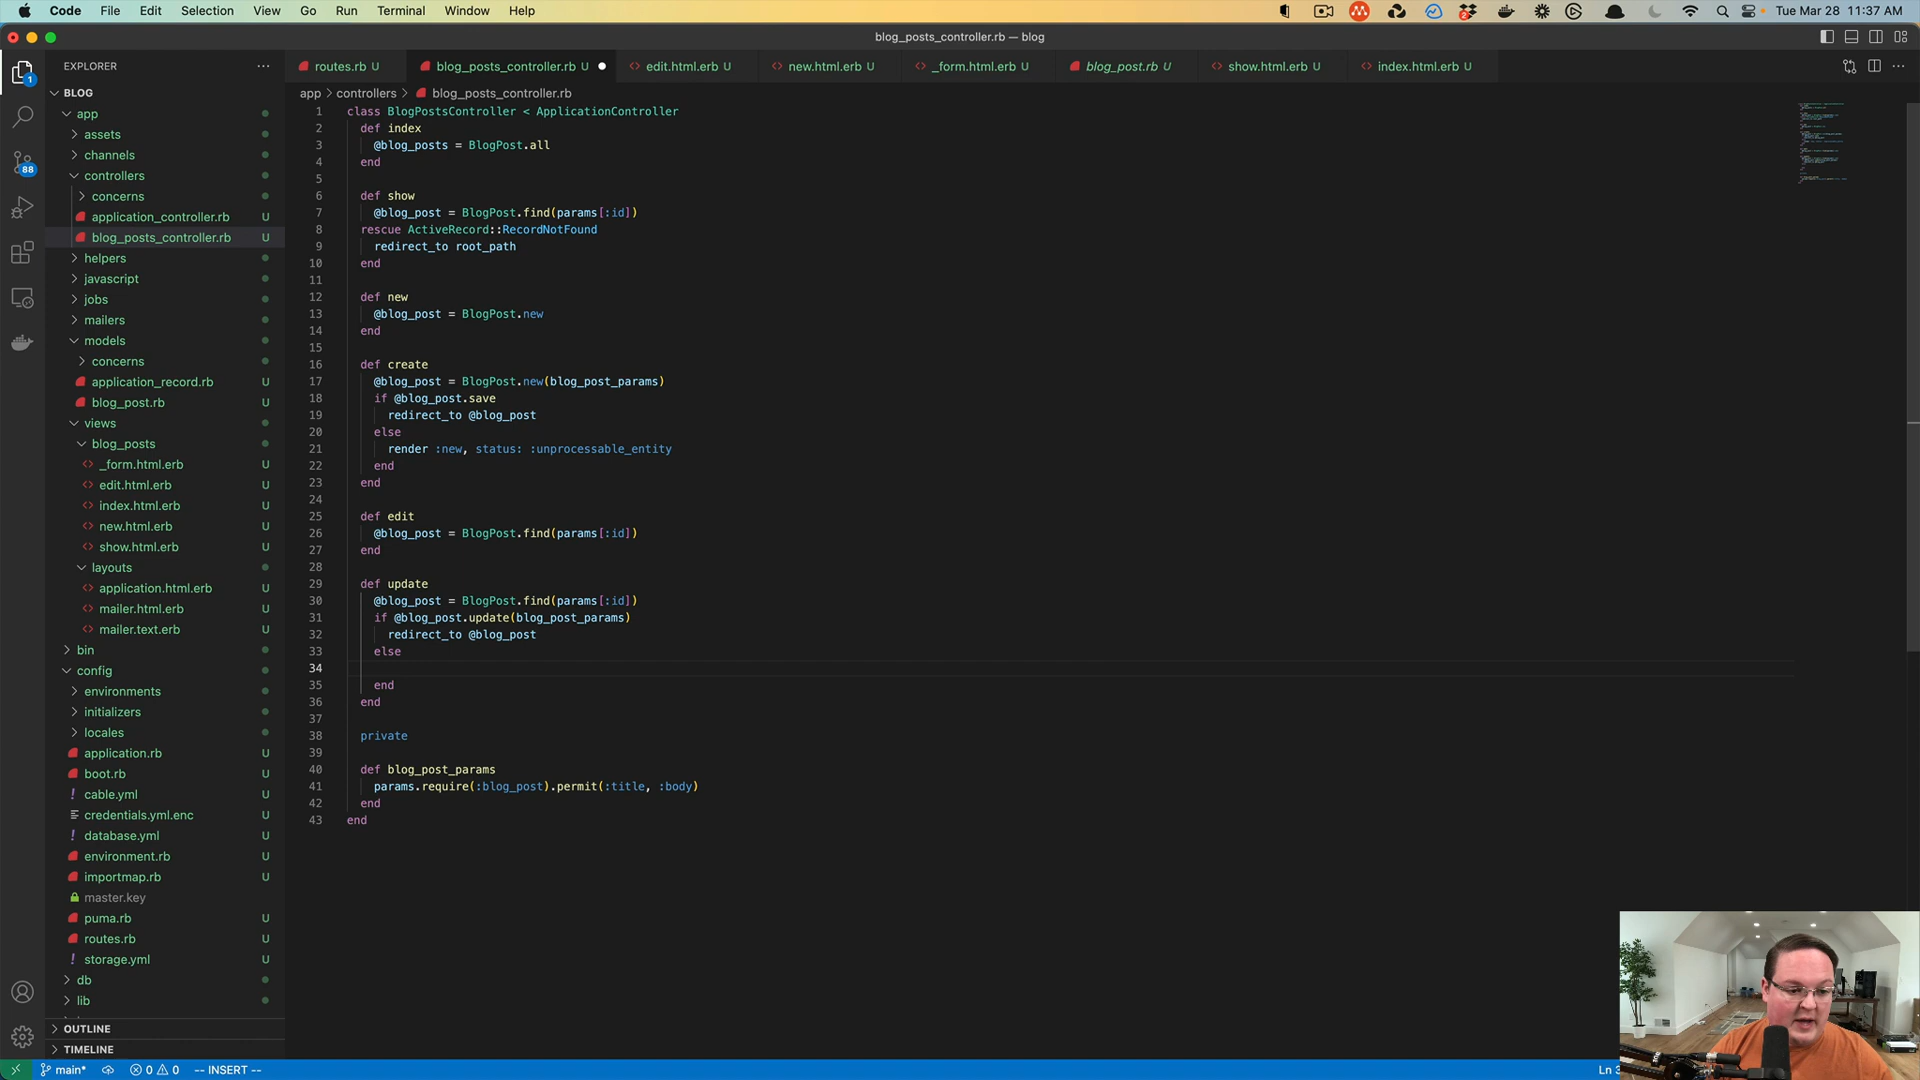 Code File Edit Selection View Go Run Terminal Window Help
Tue Mar 28 11:37 AM
blog_posts_controller.rb — blog
EXPLORER
routes.rb U
blog_posts_controller.rb U
edit.html.erb U
new.html.erb U
_form.html.erb U
blog_post.rb U
show.html.erb U
index.html.erb U
app > controllers > blog_posts_controller.rb
BLOG
app
assets
channels
controllers
concerns
application_controller.rb U
blog_posts_controller.rb U
helpers
javascript
jobs
mailers
models
concerns
application_record.rb U
blog_post.rb U
views
blog_posts
_form.html.erb U
edit.html.erb U
index.html.erb U
new.html.erb U
show.html.erb U
layouts
application.html.erb U
mailer.html.erb U
mailer.text.erb U
bin
config
environments
initializers
locales
application.rb U
boot.rb U
cable.yml U
credentials.yml.enc U
database.yml U
environment.rb U
importmap.rb U
master.key
puma.rb U
routes.rb U
storage.yml U
db
lib
OUTLINE
TIMELINE
1
88
2
1 class BlogPostsController < ApplicationController
2 def index
3 @blog_posts = BlogPost.all
4 end
5
6 def show
7 @blog_post = BlogPost.find(params[:id])
8 rescue ActiveRecord::RecordNotFound
9 redirect_to root_path
10 end
11
12 def new
13 @blog_post = BlogPost.new
14 end
15
16 def create
17 @blog_post = BlogPost.new(blog_post_params)
18 if @blog_post.save
19 redirect_to @blog_post
20 else
21 render :new, status: :unprocessable_entity
22 end
23 end
24
25 def edit
26 @blog_post = BlogPost.find(params[:id])
27 end
28
29 def update
30 @blog_post = BlogPost.find(params[:id])
31 if @blog_post.update(blog_post_params)
32 redirect_to @blog_post
33 else
34
35 end
36 end
37
38 private
39
40 def blog_post_params
41 params.require(:blog_post).permit(:title, :body)
42 end
43 end
main* 0 0 -- INSERT --
Ln